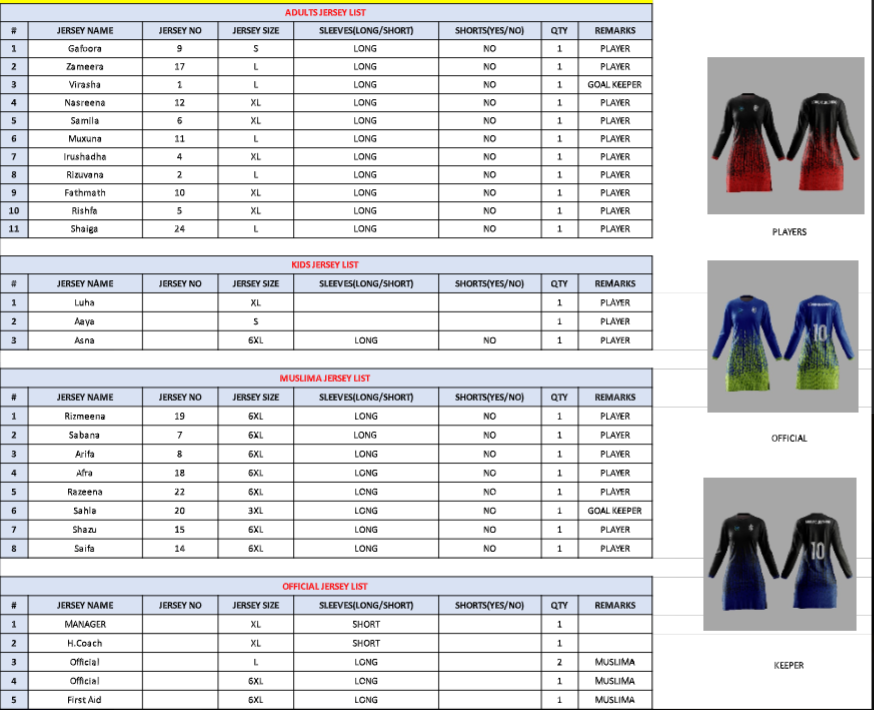 ADULTS JERSEY LIST
# JERSEY NAME JERSEY NO JERSEY SIZE SLEEVES(LONG/SHORT) SHORTS(YES/NO) QTY REMARKS
1 Gafoora 9 S LONG NO 1 PLAYER
2 Zameera 17 L LONG NO 1 PLAYER
3 Virasha 1 L LONG NO 1 GOAL KEEPER
4 Nasreena 12 XL LONG NO 1 PLAYER
5 Samila 6 XL LONG NO 1 PLAYER
6 Muxuna 11 L LONG NO 1 PLAYER
7 Irushadha 4 XL LONG NO 1 PLAYER
8 Rizuvana 2 L LONG NO 1 PLAYER
9 Fathmath 10 XL LONG NO 1 PLAYER
10 Rishfa 5 XL LONG NO 1 PLAYER
11 Shaiga 24 L LONG NO 1 PLAYER
PLAYERS
KIDS JERSEY LIST
# JERSEY NAME JERSEY NO JERSEY SIZE SLEEVES(LONG/SHORT) SHORTS(YES/NO) QTY REMARKS
1 Luha XL 1 PLAYER
2 Aaya S 1 PLAYER
3 Asna 6XL LONG NO 1 PLAYER
10
MUSLIMA JERSEY LIST
# JERSEY NAME JERSEY NO JERSEY SIZE SLEEVES(LONG/SHORT) SHORTS(YES/NO) QTY REMARKS
1 Rizmeena 19 6XL LONG NO 1 PLAYER
2 Sabana 7 6XL LONG NO 1 PLAYER
3 Arifa 8 6XL LONG NO 1 PLAYER
4 Afra 18 6XL LONG NO 1 PLAYER
5 Razeena 22 6XL LONG NO 1 PLAYER
6 Sahla 20 3XL LONG NO 1 GOAL KEEPER
7 Shazu 15 6XL LONG NO 1 PLAYER
8 Saifa 14 6XL LONG NO 1 PLAYER
OFFICIAL
10
OFFICIAL JERSEY LIST
# JERSEY NAME JERSEY NO JERSEY SIZE SLEEVES(LONG/SHORT) SHORTS(YES/NO) QTY REMARKS
1 MANAGER XL SHORT 1
2 H.Coach XL SHORT 1
3 Official L LONG 2 MUSLIMA
4 Official 6XL LONG 1 MUSLIMA
5 First Aid 6XL LONG 1 MUSLIMA
KEEPER